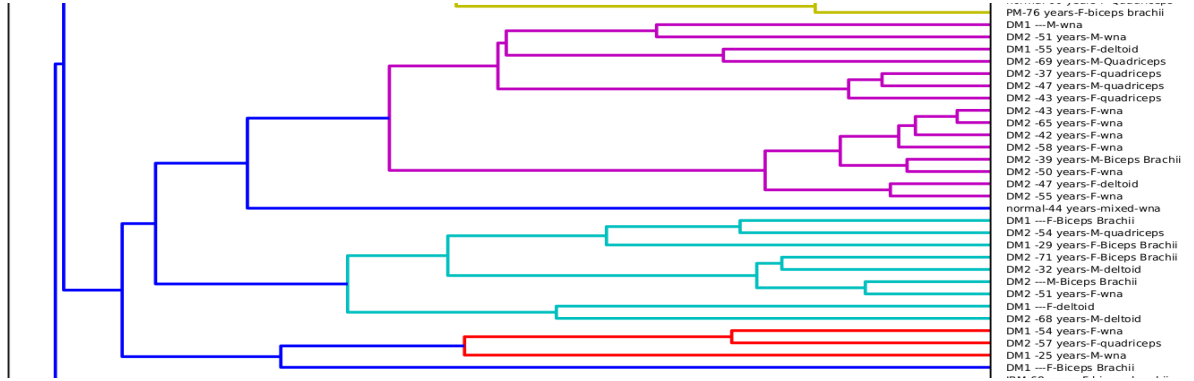 PM-76 years-F-biceps brachii
DM1 ---M-wna
DM2 -51 years-M-wna
DM1 -55 years-F-deltoid
DM2 -69 years-M-Quadriceps
DM2 -37 years-F-quadriceps
DM2 -47 years-M-quadriceps
DM2 -43 years-F-quadriceps
DM2 -43 years-F-wna
DM2 -65 years-F-wna
DM2 -42 years-F-wna
DM2 -58 years-F-wna
DM2 -39 years-M-Biceps Brachii
DM2 -50 years-F-wna
DM2 -47 years-F-deltoid
DM2 -55 years-F-wna
normal-44 years-mixed-wna
DM1 ---F-Biceps Brachii
DM2 -54 years-M-quadriceps
DM1 -29 years-F-Biceps Brachii
DM2 -71 years-F-Biceps Brachii
DM2 -32 years-M-deltoid
DM2 ---M-Biceps Brachii
DM2 -51 years-F-wna
DM1 ---F-deltoid
DM2 -68 years-M-deltoid
DM1 -54 years-F-wna
DM2 -57 years-F-quadriceps
DM1 -25 years-M-wna
DM1 ---F-Biceps Brachii